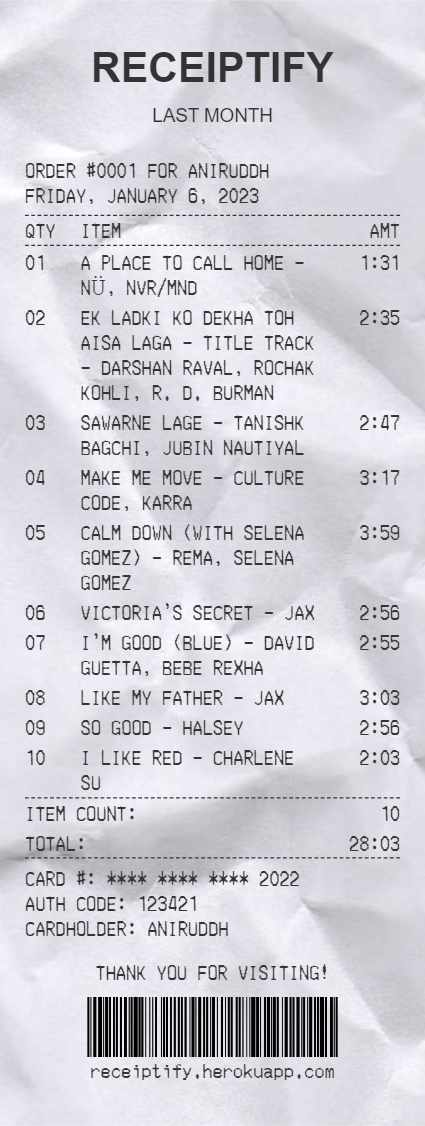 RECEIPTIFY
LAST MONTH
ORDER #0001 FOR ANIRUDDH
FRIDAY, JANUARY 6, 2023
QTY ITEM AMT
01 A PLACE TO CALL HOME - 1:31
NÜ, NVR/MND
02 EK LADKI KO DEKHA TOH 2:35
AISA LAGA - TITLE TRACK
- DARSHAN RAVAL, ROCHAK
KOHLI, R. D. BURMAN
03 SAWARNE LAGE - TANISHK 2:47
BAGCHI, JUBIN NAUTIYAL
04 MAKE ME MOVE - CULTURE 3:17
CODE, KARRA
05 CALM DOWN (WITH SELENA 3:59
GOMEZ) - REMA, SELENA
GOMEZ
06 VICTORIA'S SECRET - JAX 2:56
07 I'M GOOD (BLUE) - DAVID 2:55
GUETTA, BEBE REXHA
08 LIKE MY FATHER - JAX 3:03
09 SO GOOD - HALSEY 2:56
10 I LIKE RED - CHARLENE 2:03
SU
ITEM COUNT: 10
TOTAL: 28:03
CARD #: **** **** **** 2022
AUTH CODE: 123421
CARDHOLDER: ANIRUDDH
THANK YOU FOR VISITING!
receiptify.herokuapp.com